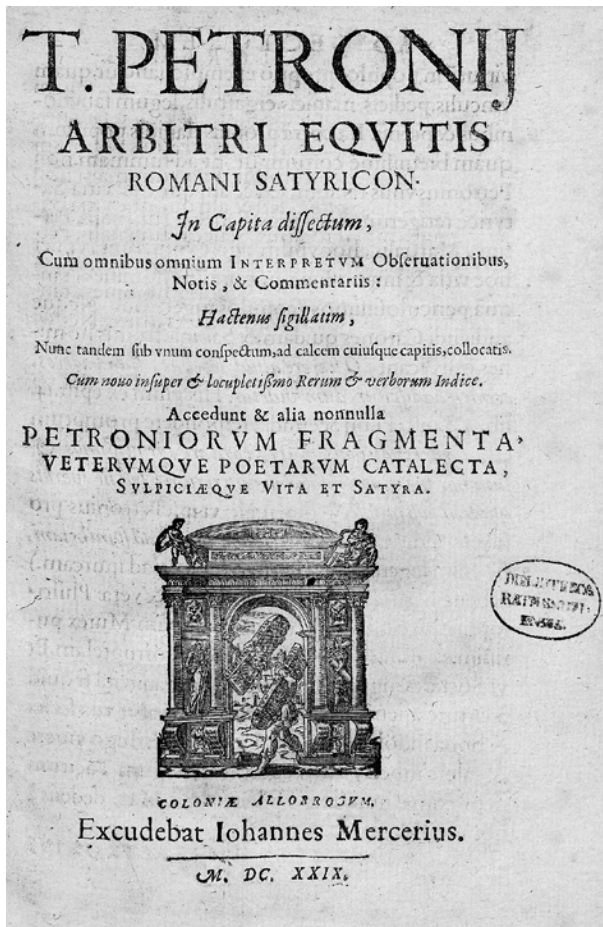 T. PETRONIJ
ARBITRI EQVITIS
ROMANI SATYRICON.
In Capita dissectum,
Cum omnibus omnium INTERPRETVM Obseruationibus,
Notis, & Commentariis:
Hactenus sigillatim,
Nunc tandem sub vnum conspectum, ad calcem cuiusque capitis, collocatis.
Cum nouo insuper & locupletissimo Rerum & verborum Indice.
Accedunt & alia nonnulla
PETRONIORVM FRAGMENTA,
VETERVMQVE POETARVM CATALECTA,
SVLPICIÆQVE VITA ET SATYRA.
COLONIÆ ALLOBROGVM.
Excudebat Iohannes Mercerius.
M. DC. XXIX.